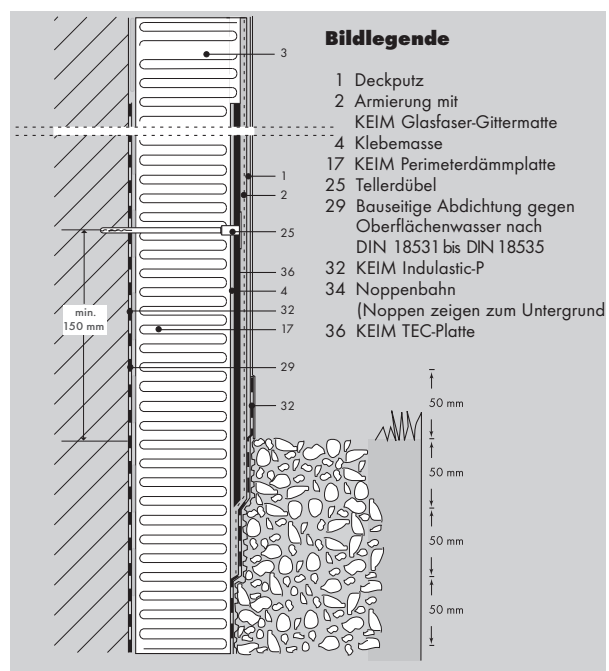 Bildlegende
1 Deckputz
2 Armierung mit
KEIM Glasfaser-Gittermatte
4 Klebemasse
17 KEIM Perimeterdämmplatte
25 Tellerdübel
29 Bauseitige Abdichtung gegen
Oberflächenwasser nach
DIN 18531 bis DIN 18535
32 KEIM Indulastic-P
34 Noppenbahn
(Noppen zeigen zum Untergrund
36 KEIM TEC-Platte
3
1
2
25
36
4
32
17
29
32
min.
150 mm
50 mm
50 mm
50 mm
50 mm